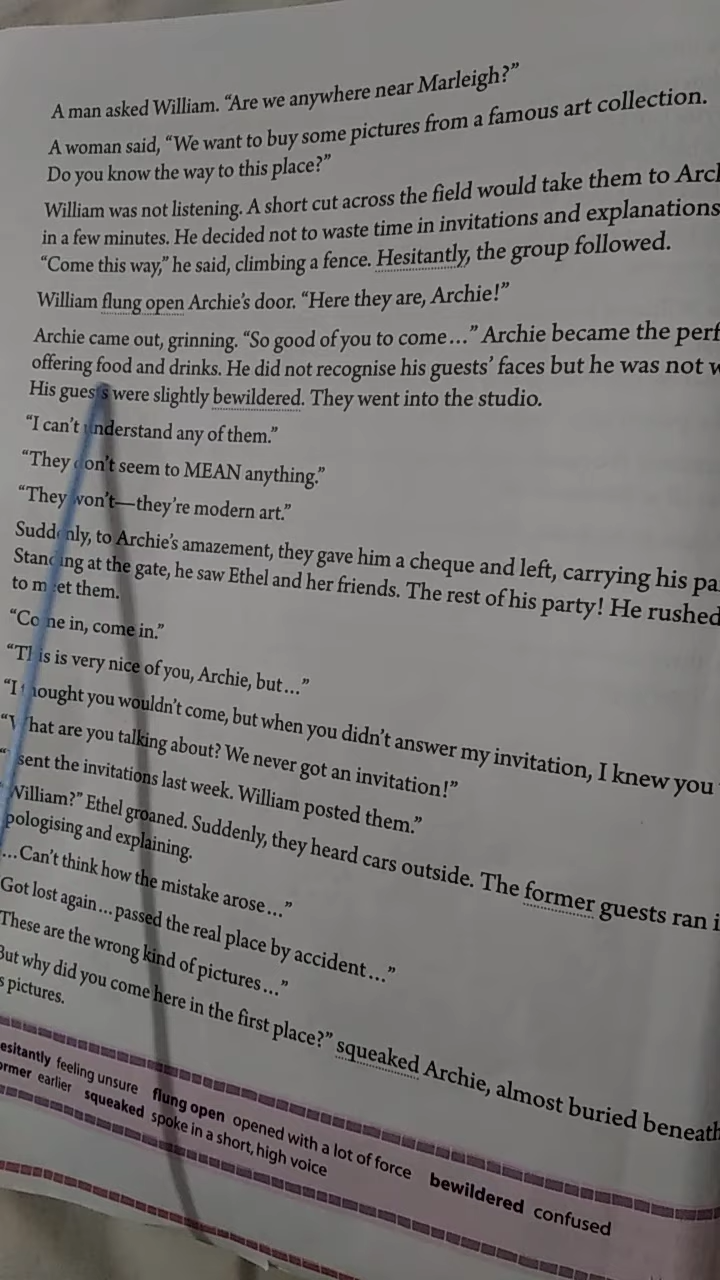 A man asked William. “Are we anywhere near Marleigh?”
A woman said, “We want to buy some pictures from a famous art collection.
Do you know the way to this place?”
William was not listening. A short cut across the field would take them to
in a few minutes. He decided not to waste time in invitations and explanations
“Come this way,” he said, climbing a fence. Hesitantly, the group followed.
William flung open Archie’s door. “Here they are, Archie!”
Archie came out, grinning. “So good of you to come…” Archie became the
offering food and drinks. He did not recognise his guests’ faces but he was not
His guests were slightly bewildered. They went into the studio.
“I can’t understand any of them.”
“They don’t seem to MEAN anything.”
“They won’t—they’re modern art.”
Suddenly, to Archie’s amazement, they gave him a cheque and left, carrying his
Standing at the gate, he saw Ethel and her friends. The rest of his party! He rushed
to meet them.
“Come in, come in.”
“This is very nice of you, Archie, but…”
“I thought you wouldn’t come, but when you didn’t answer my invitation, I knew you
“What are you talking about? We never got an invitation!”
sent the invitations last week. William posted them.”
William?” Ethel groaned. Suddenly, they heard cars outside. The former guests ran
pologising and explaining.
…Can’t think how the mistake arose…”
Got lost again…passed the real place by accident…”
These are the wrong kind of pictures…”
But why did you come here in the first place?” squeaked Archie, almost buried beneath
s pictures.
esitantly feeling unsure flung open opened with a lot of force bewildered confused
ormer earlier squeaked spoke in a short, high voice